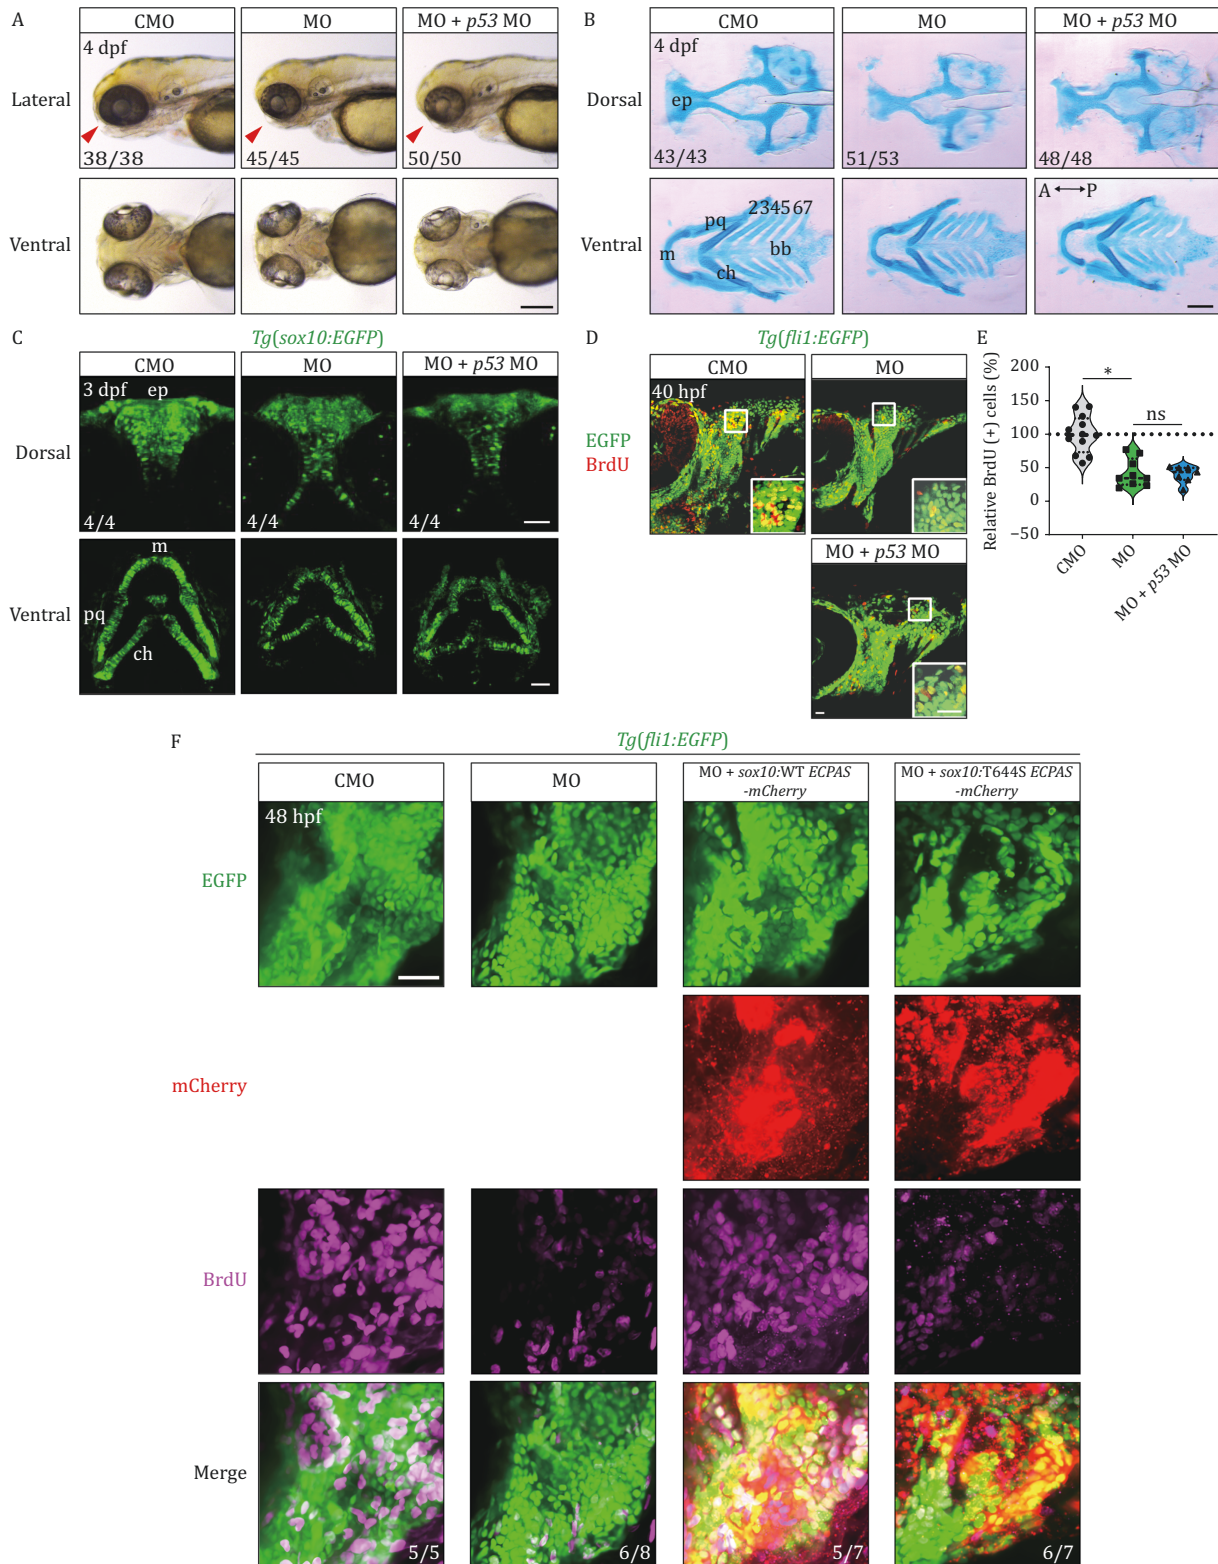 A
CMO
MO
MO + p53 MO
4 dpf
Lateral
38/38
45/45
50/50
Ventral
B
CMO
MO
MO + p53 MO
4 dpf
Dorsal
ep
43/43
51/53
48/48
A
P
Ventral
pq
234567
m
bb
ch
C
Tg(sox10:EGFP)
CMO
MO
MO + p53 MO
3 dpf
ep
Dorsal
4/4
4/4
4/4
m
Ventral
pq
ch
D
Tg(fli1:EGFP)
CMO
MO
40 hpf
EGFP
BrdU
MO + p53 MO
E
Relative BrdU (+) cells (%)
200
150
100
50
0
−50
*
ns
CMO
MO
MO + p53 MO
F
Tg(fli1:EGFP)
CMO
MO
MO + sox10:WT ECPAS
-mCherry
MO + sox10:T644S ECPAS
-mCherry
48 hpf
EGFP
mCherry
BrdU
Merge
5/5
6/8
5/7
6/7